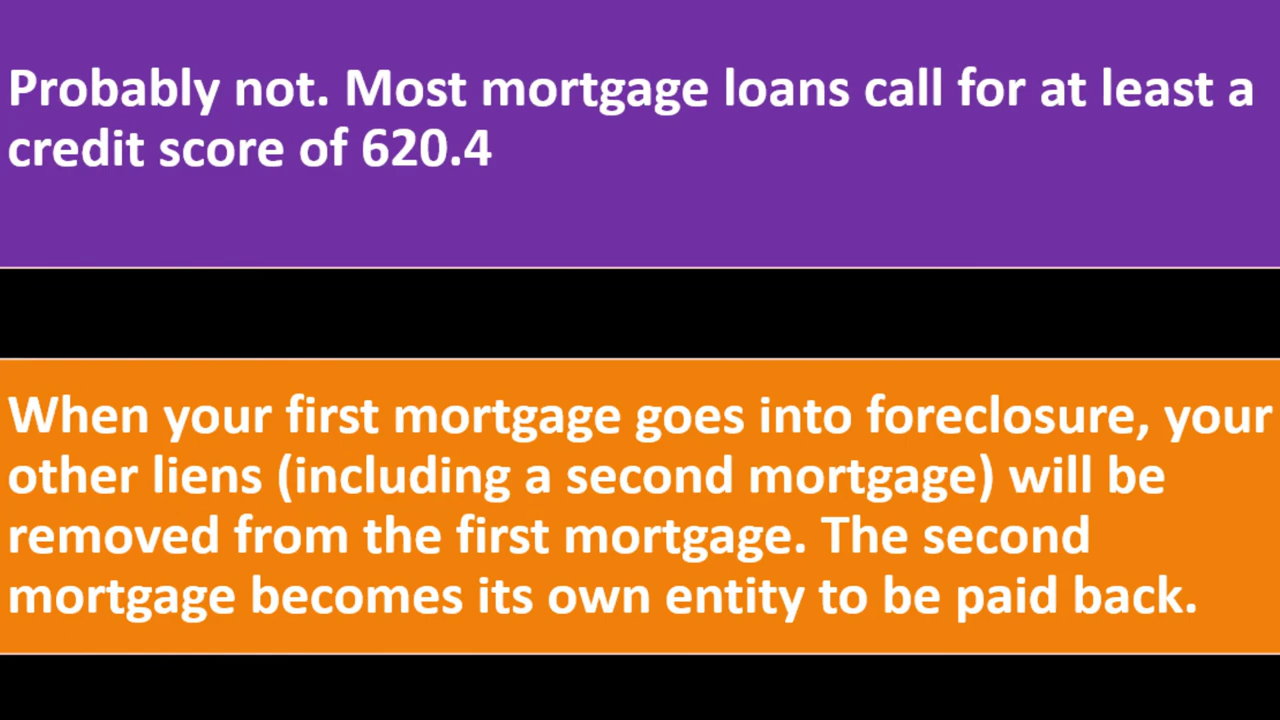 Probably not. Most mortgage loans call for at least a
credit score of 620.4
When your first mortgage goes into foreclosure, your
other liens (including a second mortgage) will be
removed from the first mortgage. The second
mortgage becomes its own entity to be paid back.